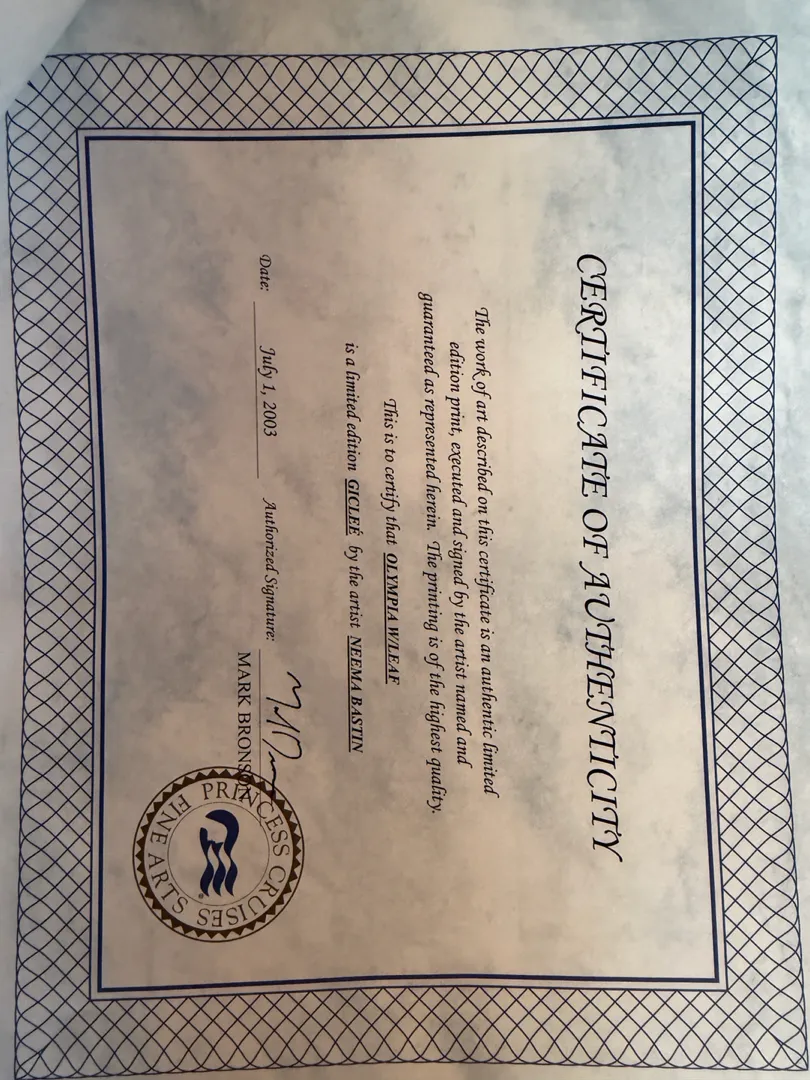 CERTIFICATE OF AUTHENTICITY
The work of art described on this certificate is an authentic limited
edition print, executed and signed by the artist named and
guaranteed as represented herein. The printing is of the highest quality.
This is to certify that OLYMPIA W/LEAF
is a limited edition GICLEÉ by the artist NEEMA BASTIN
Date: July 1, 2003 Authorized Signature:
MARK BRONSON
PRINCESS CRUISES
FINE ARTS